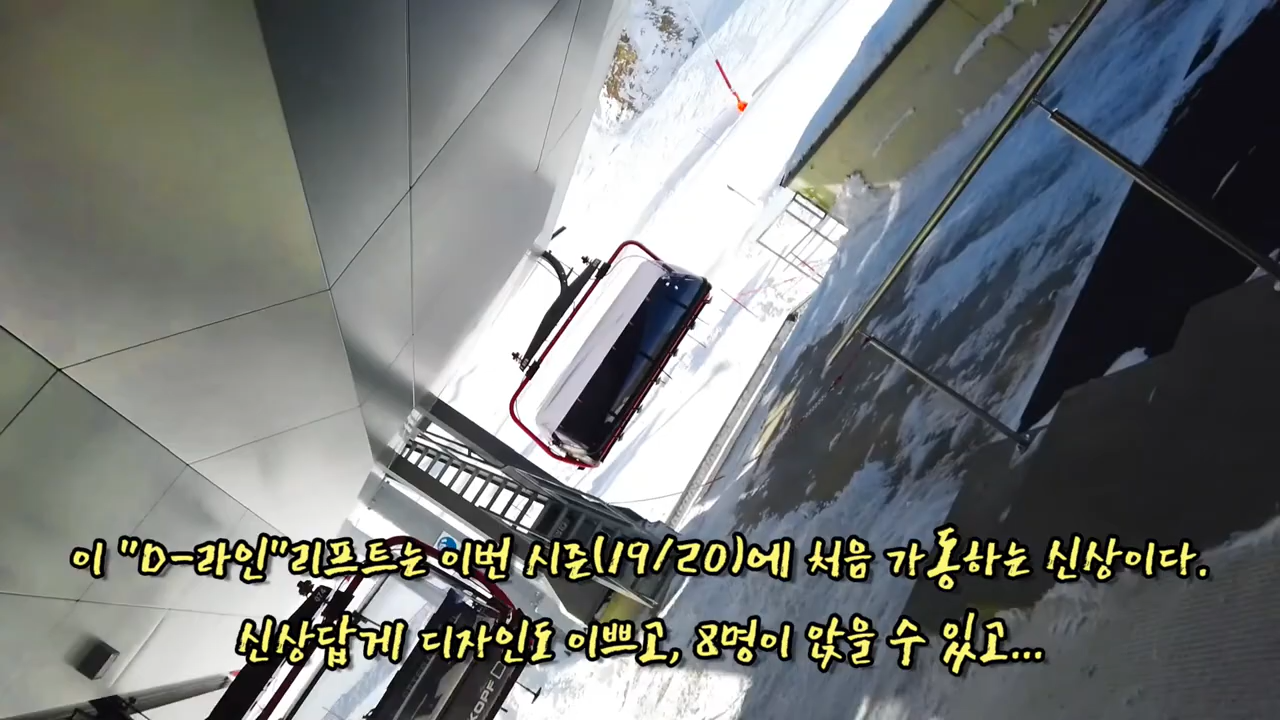 이 "D-라인"리프트는 이번 시즌(19/20)에 처음 가동하는 신상이다.
신상답게 디자인도 이쁘고, 8명이 앉을 수 있고...
KOPF